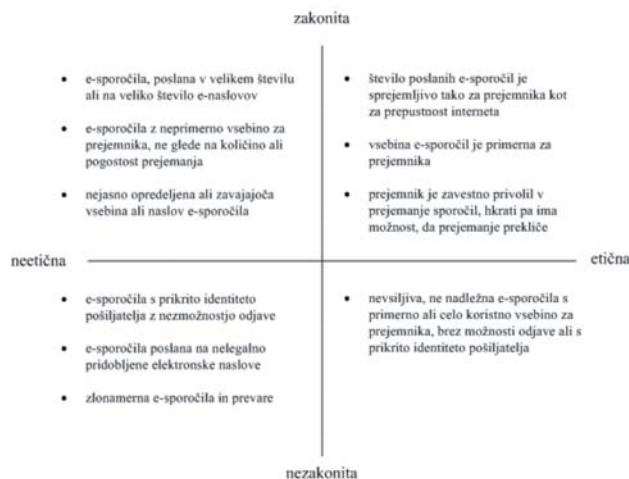 zakonita
• e-sporočila, poslana v velikem številu
ali na veliko število e-naslovov
• e-sporočila z neprimerno vsebino za
prejemnika, ne glede na količino ali
pogostost prejemanja
• nejasno opredeljena ali zavajajoča
vsebina ali naslov e-sporočila
• število poslanih e-sporočil je
sprejemljivo tako za prejemnika kot
za prepustnost interneta
• vsebina e-sporočil je primerna za
prejemnika
• prejemnik je zavestno privolil v
prejemanje sporočil, hkrati pa ima
možnost, da prejemanje prekliče
neetična
etična
• e-sporočila s prikrito identiteto
pošiljatelja z nezmožnostjo odjave
• e-sporočila poslana na nelegalno
pridobljene elektronske naslove
• zlonamerna e-sporočila in prevare
• nevsiljiva, ne nadležna e-sporočila s
primerno ali celo koristno vsebino za
prejemnika, brez možnosti odjave ali s
prikrito identiteto pošiljatelja
nezakonita